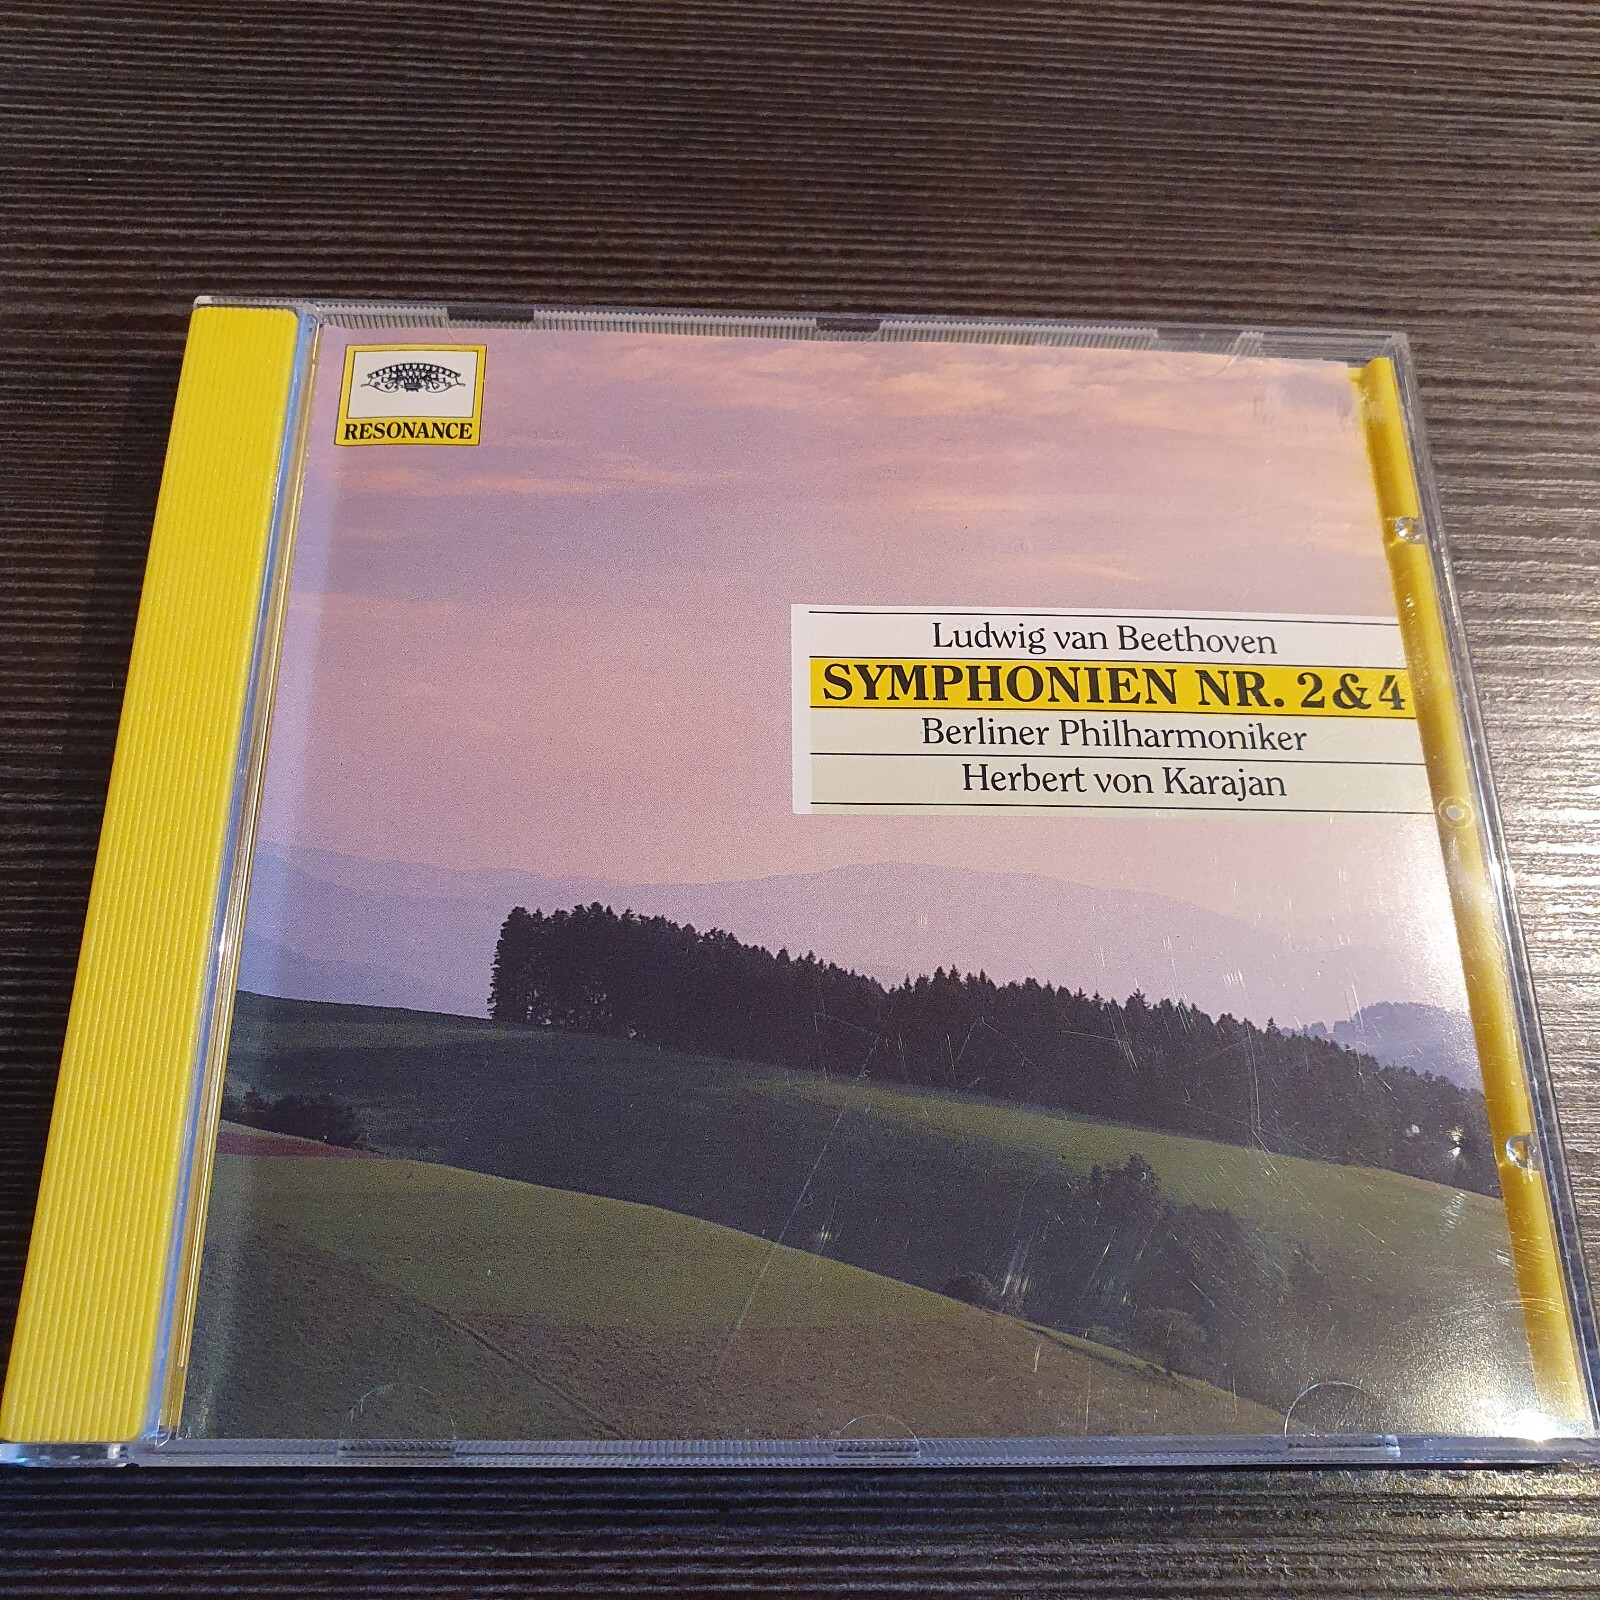 RESONANCE
Ludwig van Beethoven
SYMPHONIEN NR. 2 & 4
Berliner Philharmoniker
Herbert von Karajan